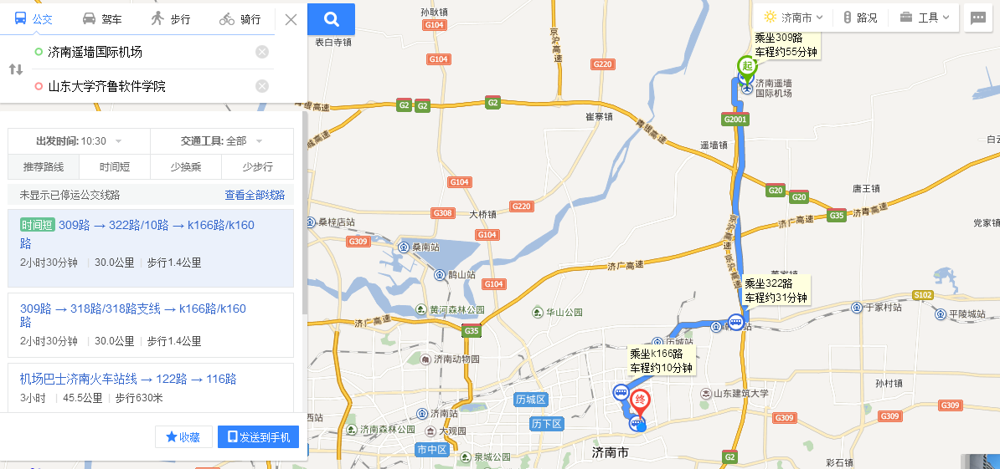 公交
驾车
步行
骑行
济南遥墙国际机场
山东大学齐鲁软件学院
出发时间: 10:30
交通工具: 全部
推荐路线
时间短
少换乘
少步行
未显示已停运公交线路
查看全部线路
时间短 309路 → 322路/10路 → k166路/k160
路
2小时30分钟 | 30.0公里 | 步行1.4公里
309路 → 318路/318路支线 → k166路/k160
路
2小时30分钟 | 30.0公里 | 步行1.4公里
机场巴士济南火车站线 → 122路 → 116路
3小时 | 45.5公里 | 步行630米
收藏
发送到手机
济南市
路况
工具
孙耿镇
G104
表白寺镇
京沪高速
G104
G220
乘坐309路
车程约55分钟
起
济南遥墙
国际机场
青银高速
G2
G2
G2
崔寨镇
G2001
青银高速
遥墙镇
白云
城高速
G104
G20
G20
唐王镇
G220
G308
大桥镇
济青高速
G35
济广高速
党家镇
桑梓店站
G104
G309
桑南站
京沪高速
京沪高速
鹊山站
济广高速
G104
乘坐322路
车程约31分钟
S102
于家村站
平陵城站
黄河森林公园
华山公园
济广高速
G35
历城站
乘坐k166路
车程约10分钟
济南动物园
终
山东建筑大学
孙村镇
历城区
G309
G309
G309
西站
济南站
历下区
济南森林公园
大观园
市中区
泉城公园
济南市
G2
彩石镇